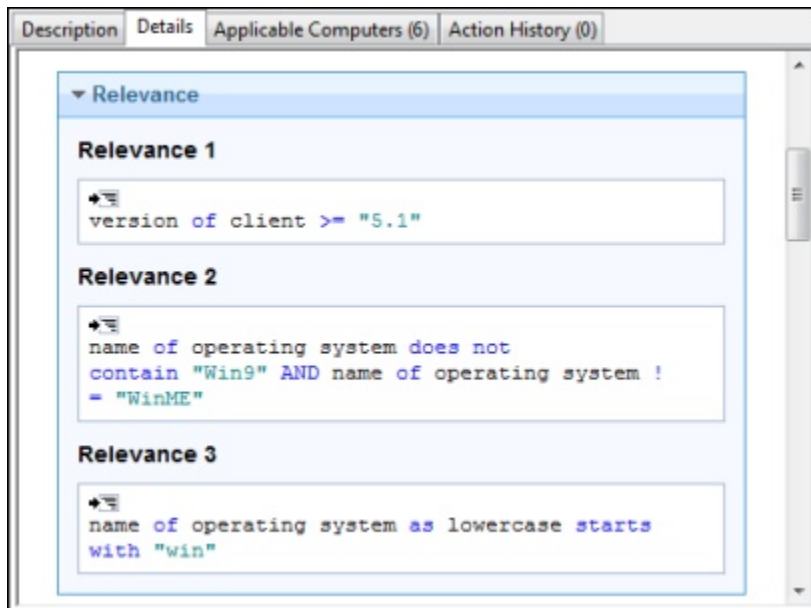 Description Details Applicable Computers (6) Action History (0)
Relevance
Relevance 1
version of client >= "5.1"
Relevance 2
name of operating system does not
contain "Win9" AND name of operating system !
= "WinME"
Relevance 3
name of operating system as lowercase starts
with "win"